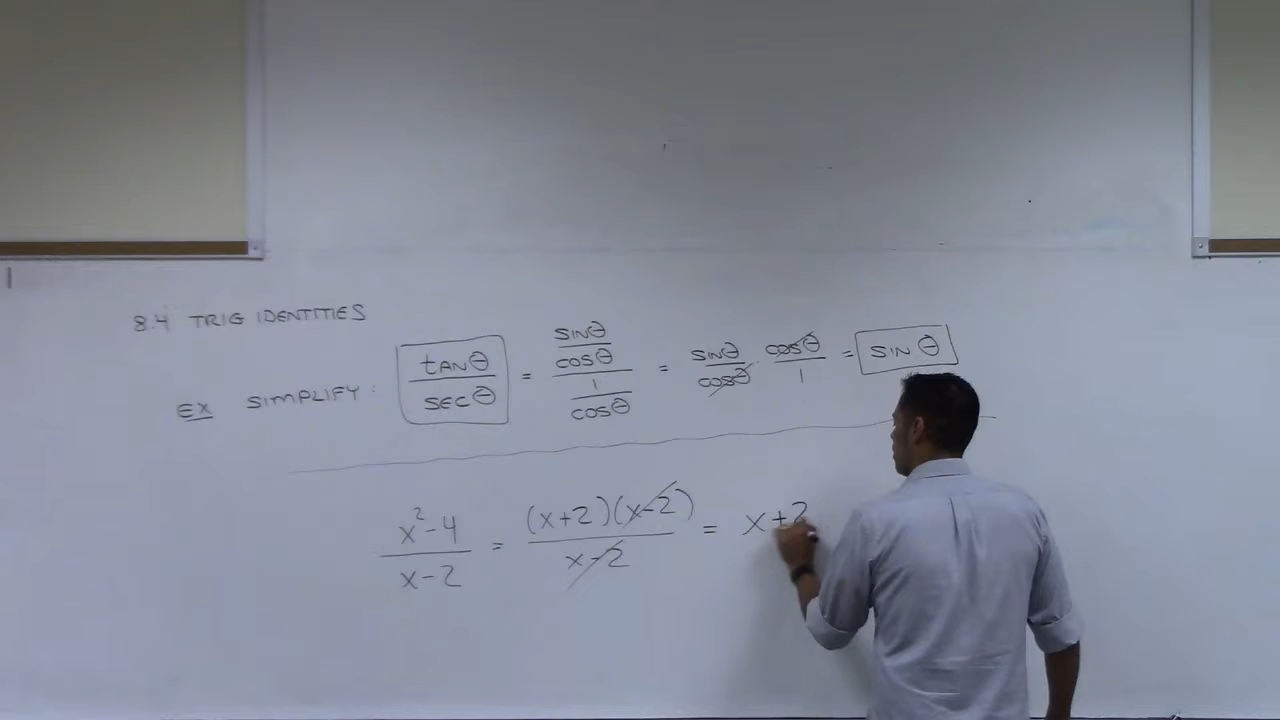 8.4 TRIG IDENTITIES
EX SIMPLIFY: tanθ/secθ = (sinθ/cosθ)/(1/cosθ) = sinθ/cosθ · cosθ/1 = sin θ
x²-4/x-2 = (x+2)(x-2)/x-2 = x+2